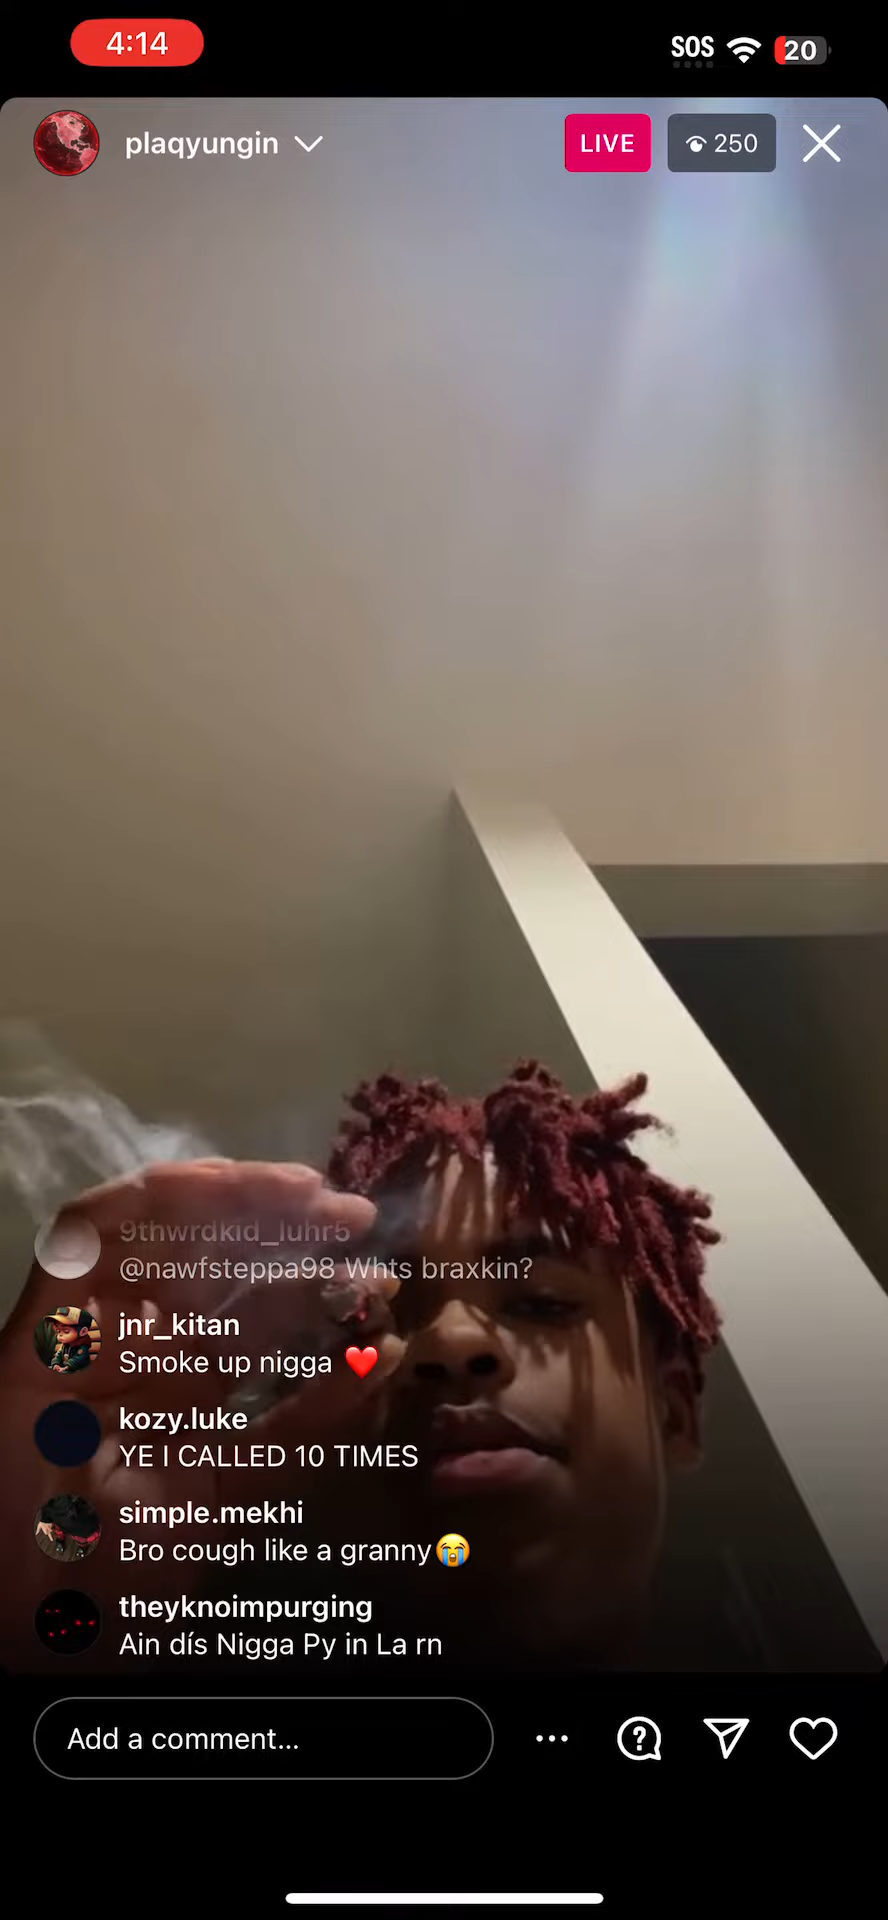 4:14
SOS
20
plaqyungin
LIVE
250
9thwrdkid_luhr5
@nawfsteppa98 Whts braxkin?
jnr_kitan
Smoke up nigga ❤️
kozy.luke
YE I CALLED 10 TIMES
simple.mekhi
Bro cough like a granny😭
theyknoimpurging
Ain dís Nigga Py in La rn
Add a comment...